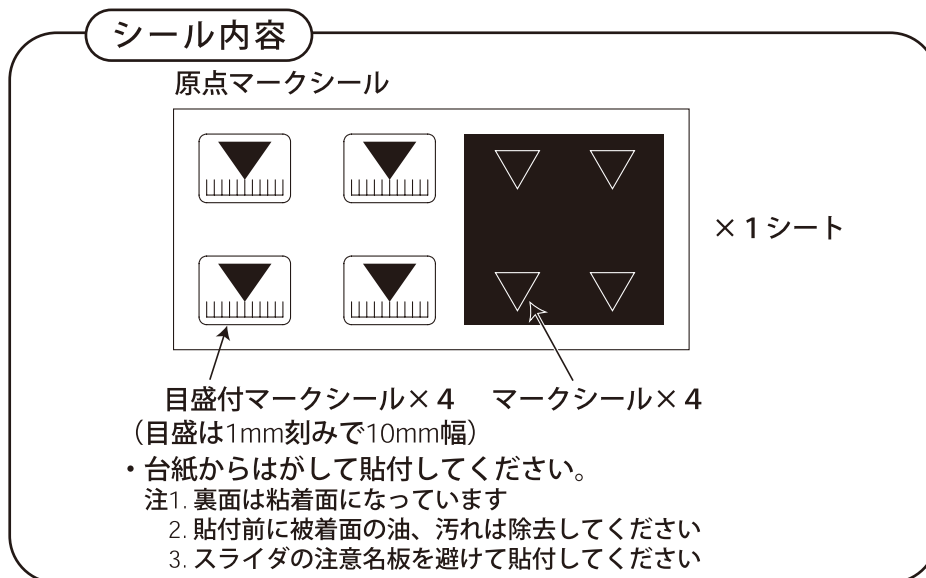 シール内容
原点マークシール
×1シート
目盛付マークシール×4 マークシール×4
（目盛は1mm刻みで10mm幅）
・台紙からはがして貼付してください。
注1. 裏面は粘着面になっています
2. 貼付前に被着面の油、汚れは除去してください
3. スライダの注意名板を避けて貼付してください